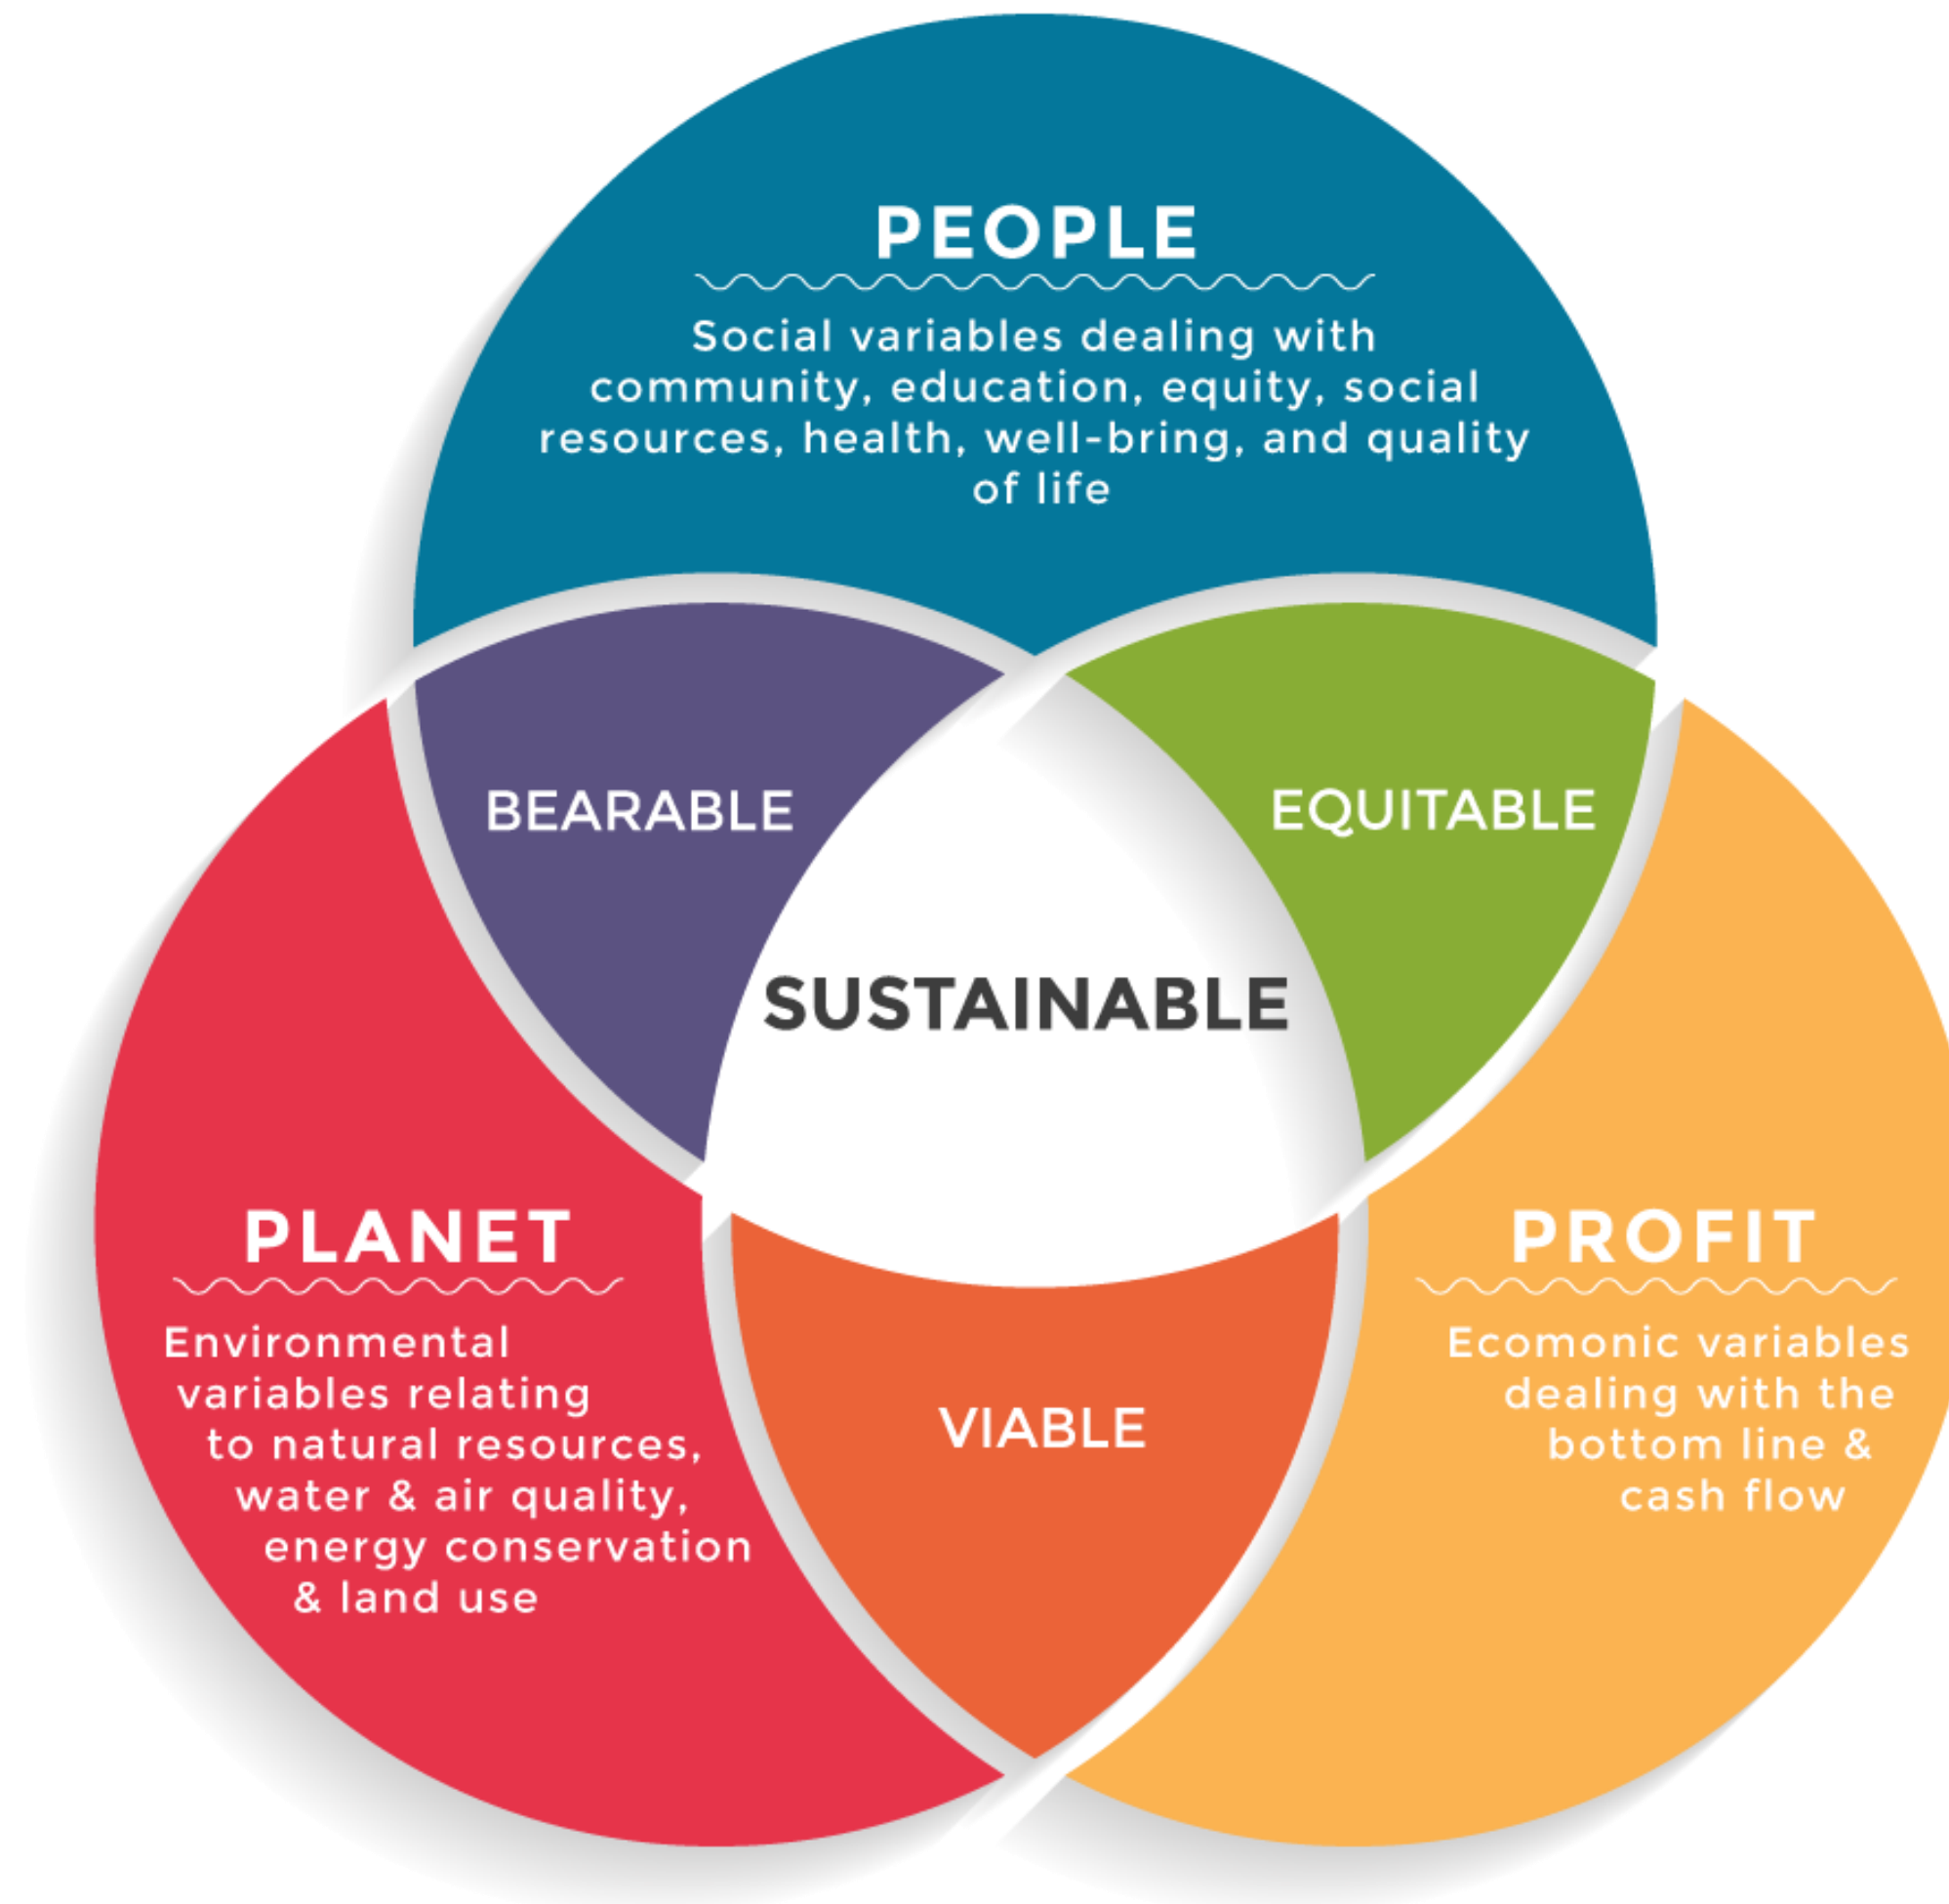 PEOPLE
Social variables dealing with
community, education, equity, social
resources, health, well-bring, and quality
of life
BEARABLE
EQUITABLE
SUSTAINABLE
PLANET
Environmental
variables relating
to natural resources,
water & air quality,
energy conservation
& land use
VIABLE
PROFIT
Ecomonic variables
dealing with the
bottom line &
cash flow